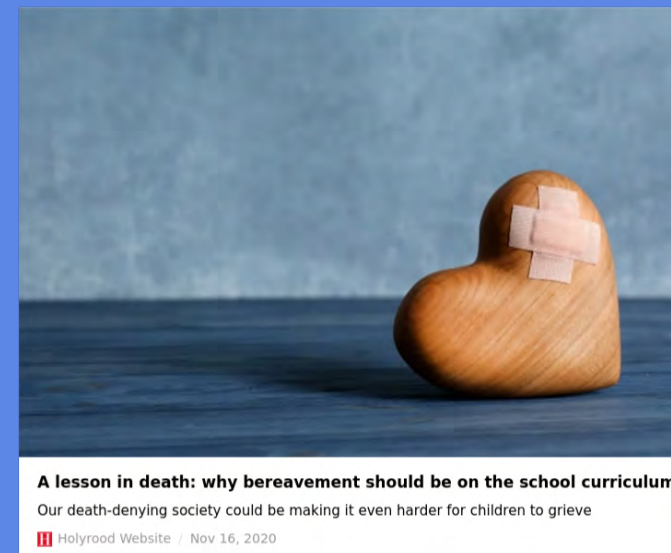 A lesson in death: why bereavement should be on the school curriculum
Our death-denying society could be making it even harder for children to grieve
H Holyrood Website / Nov 16, 2020